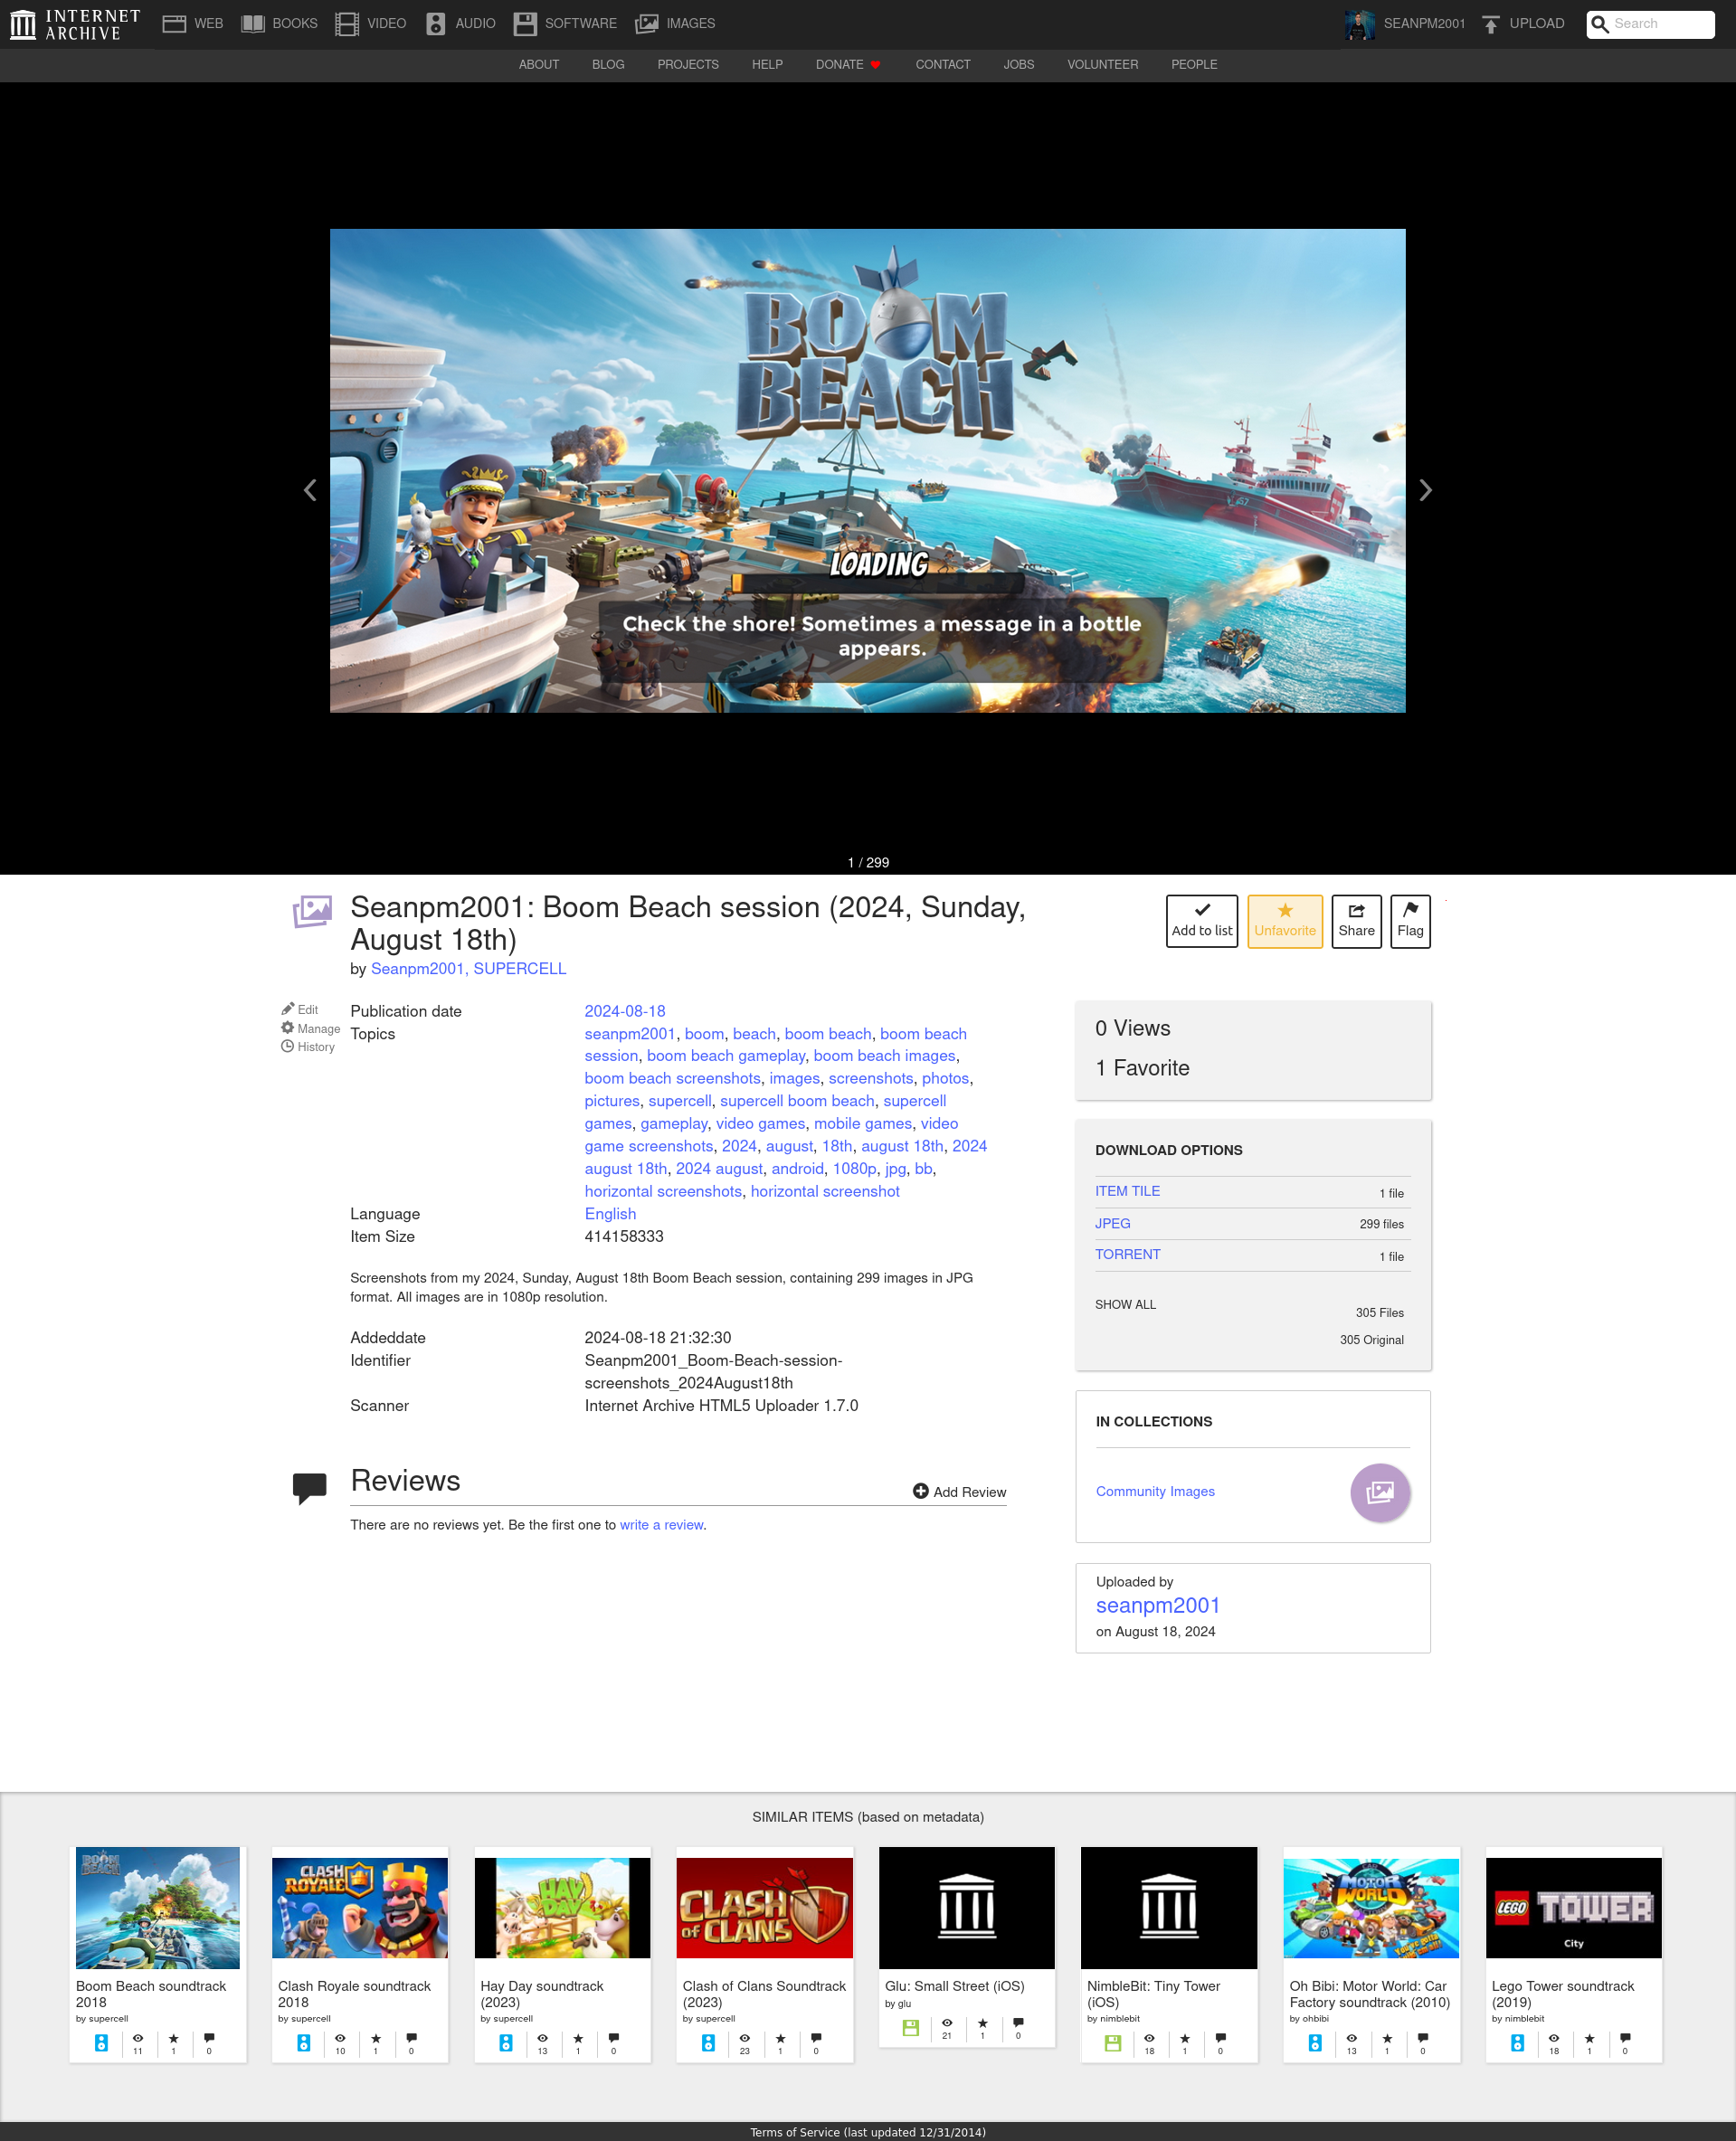 INTERNET
ARCHIVE
WEB BOOKS VIDEO AUDIO SOFTWARE IMAGES SEANPM2001 UPLOAD Search
ABOUT BLOG PROJECTS HELP DONATE CONTACT JOBS VOLUNTEER PEOPLE
BOOM
BEACH
LOADING
Check the shore! Sometimes a message in a bottle
appears.
1 / 299
Seanpm2001: Boom Beach session (2024, Sunday,
August 18th)
by Seanpm2001, SUPERCELL
Add to list Unfavorite Share Flag
Edit
Manage
History
Publication date 2024-08-18
Topics seanpm2001, boom, beach, boom beach, boom beach
session, boom beach gameplay, boom beach images,
boom beach screenshots, images, screenshots, photos,
pictures, supercell, supercell boom beach, supercell
games, gameplay, video games, mobile games, video
game screenshots, 2024, august, 18th, august 18th, 2024
august 18th, 2024 august, android, 1080p, jpg, bb,
horizontal screenshots, horizontal screenshot
Language English
Item Size 414158333
Screenshots from my 2024, Sunday, August 18th Boom Beach session, containing 299 images in JPG
format. All images are in 1080p resolution.
Addeddate 2024-08-18 21:32:30
Identifier Seanpm2001_Boom-Beach-session-
screenshots_2024August18th
Scanner Internet Archive HTML5 Uploader 1.7.0
Reviews
Add Review
There are no reviews yet. Be the first one to write a review.
0 Views
1 Favorite
DOWNLOAD OPTIONS
ITEM TILE 1 file
JPEG 299 files
TORRENT 1 file
SHOW ALL 305 Files
305 Original
IN COLLECTIONS
Community Images
Uploaded by
seanpm2001
on August 18, 2024
SIMILAR ITEMS (based on metadata)
BOOM
BEACH
Boom Beach soundtrack
2018
by supercell
11 1 0
CLASH
ROYALE
Clash Royale soundtrack
2018
by supercell
10 1 0
HAY
DAY
Hay Day soundtrack
(2023)
by supercell
13 1 0
CLASH
OF CLANS
Clash of Clans Soundtrack
(2023)
by supercell
23 1 0
Glu: Small Street (iOS)
by glu
21 1 0
NimbleBit: Tiny Tower
(iOS)
by nimblebit
18 1 0
MOTOR
WORLD
Oh Bibi: Motor World: Car
Factory soundtrack (2010)
by ohbibi
13 1 0
LEGO TOWER
City
Lego Tower soundtrack
(2019)
by nimblebit
18 1 0
Terms of Service (last updated 12/31/2014)